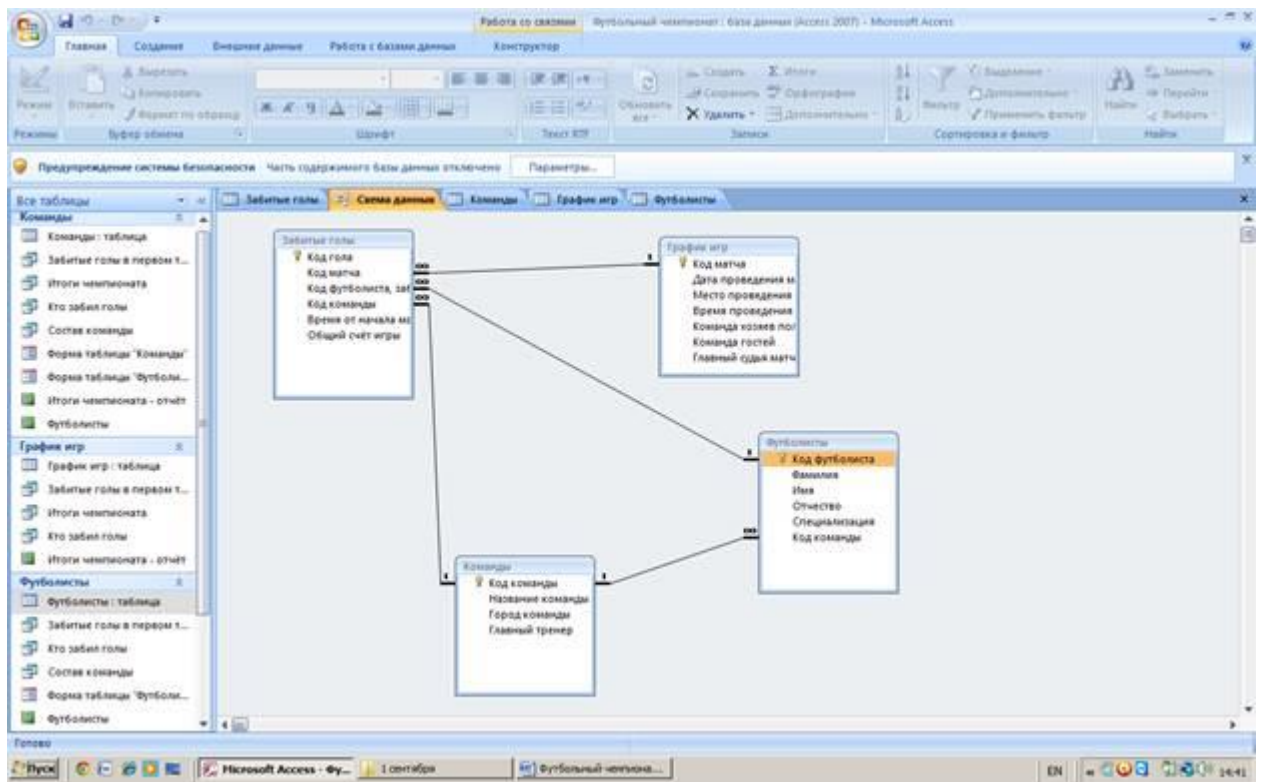 Работа со связями Футбольный чемпионат : база данных (Access 2007) - Microsoft Access
Главная Создание Внешние данные Работа с базами данных Конструктор
Режим Вставить Вырезать Копировать Формат по образцу
Ж К Ч А
Обновить все Создать Сохранить Удалить Итоги Орфография Дополнительно
Фильтр Выделение Дополнительно Применить фильтр
Найти Заменить Перейти Выбрать
Режимы Буфер обмена Шрифт Текст RTF Записи Сортировка и фильтр Найти
Предупреждение системы безопасности Часть содержимого базы данных отключено Параметры...
Все таблицы
Забитые голы Схема данных Команды График игр Футболисты
Команды
Команды : таблица
Забитые голы в первом т...
Итоги чемпионата
Кто забил голы
Состав команды
Форма таблицы "Команды"
Форма таблицы "Футболи...
Итоги чемпионата - отчёт
Футболисты
График игр
График игр : таблица
Забитые голы в первом т...
Итоги чемпионата
Кто забил голы
Итоги чемпионата - отчёт
Футболисты
Футболисты : таблица
Забитые голы в первом т...
Кто забил голы
Состав команды
Форма таблицы "Футболи...
Футболисты
Забитые голы
Код гола
Код матча
Код футболиста, заб
Код команды
Время от начала ма
Общий счёт игры
График игр
Код матча
Дата проведения м
Место проведения
Время проведения
Команда хозяев пол
Команда гостей
Главный судья матч
Футболисты
Код футболиста
Фамилия
Имя
Отчество
Специализация
Код команды
Команды
Код команды
Название команды
Город команды
Главный тренер
1
∞
∞
∞
1
∞
1
1
Готово
Пуск Microsoft Access - Фу... 1 сентября Футбольный чемпиона... EN 14:41